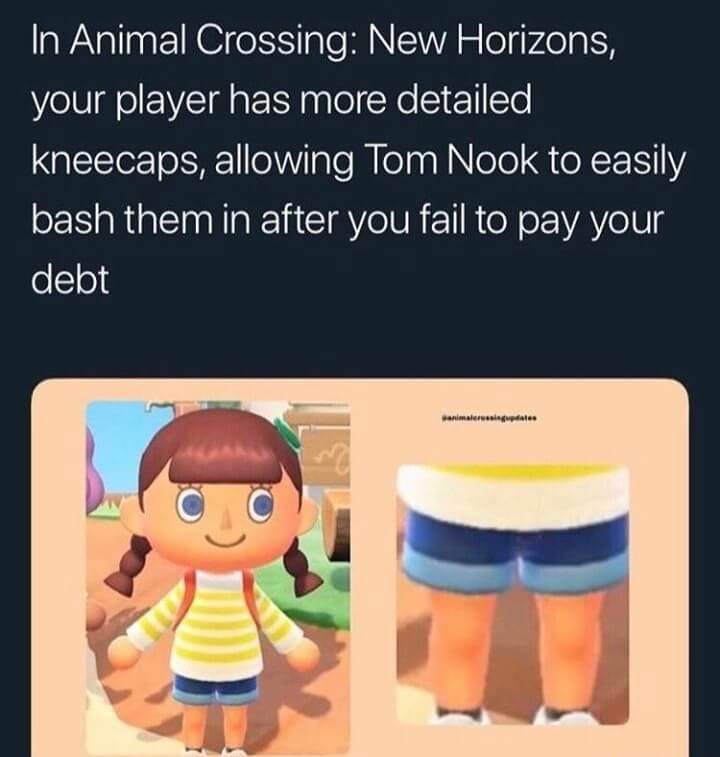 In Animal Crossing: New Horizons,
your player has more detailed
kneecaps, allowing Tom Nook to easily
bash them in after you fail to pay your
debt
@animalcrossingupdates